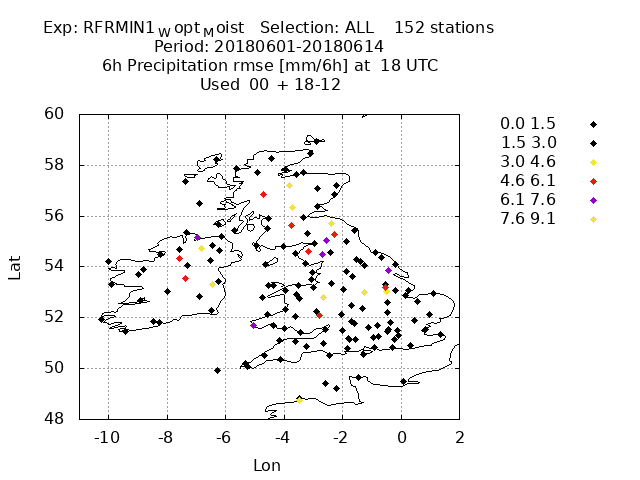 Exp: RFRMIN1WoptMoist Selection: ALL 152 stations
Period: 20180601-20180614
6h Precipitation rmse [mm/6h] at 18 UTC
Used 00 + 18-12
60
58
56
54
52
50
48
Lat
-10 -8 -6 -4 -2 0 2
Lon
0.0 1.5
1.5 3.0
3.0 4.6
4.6 6.1
6.1 7.6
7.6 9.1